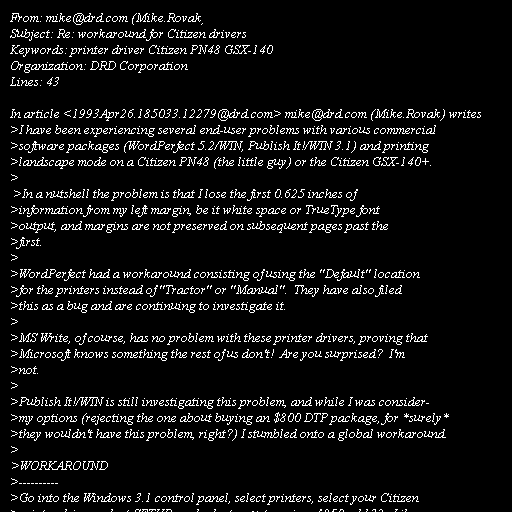 From: mike@drd.com (Mike.Rovak)
Subject: Re: workaround for Citizen drivers
Keywords: printer driver Citizen PN48 GSX-140
Organization: DRD Corporation
Lines: 43

In article <1993Apr26.185033.12279@drd.com> mike@drd.com (Mike.Rovak) writes
>I have been experiencing several end-user problems with various commercial
>software packages (WordPerfect 5.2/WIN, Publish It!/WIN 3.1) and printing
>landscape mode on a Citizen PN48 (the little guy) or the Citizen GSX-140+.
>
>In a nutshell the problem is that I lose the first 0.625 inches of
>information from my left margin, be it white space or TrueType font
>output, and margins are not preserved on subsequent pages past the
>first.
>
>WordPerfect had a workaround consisting of using the "Default" location
>for the printers instead of "Tractor" or "Manual".  They have also filed
>this as a bug and are continuing to investigate it.
>
>MS Write, of course, has no problem with these printer drivers, proving that
>Microsoft knows something the rest of us don't!  Are you surprised?  I'm
>not.
>
>Publish It!/WIN is still investigating this problem, and while I was consider-
>my options (rejecting the one about buying an $800 DTP package, for *surely*
>they wouldn't have this problem, right?) I stumbled onto a global workaround.
>
>WORKAROUND
>----------
>Go into the Windows 3.1 control panel, select printers, select your Citizen